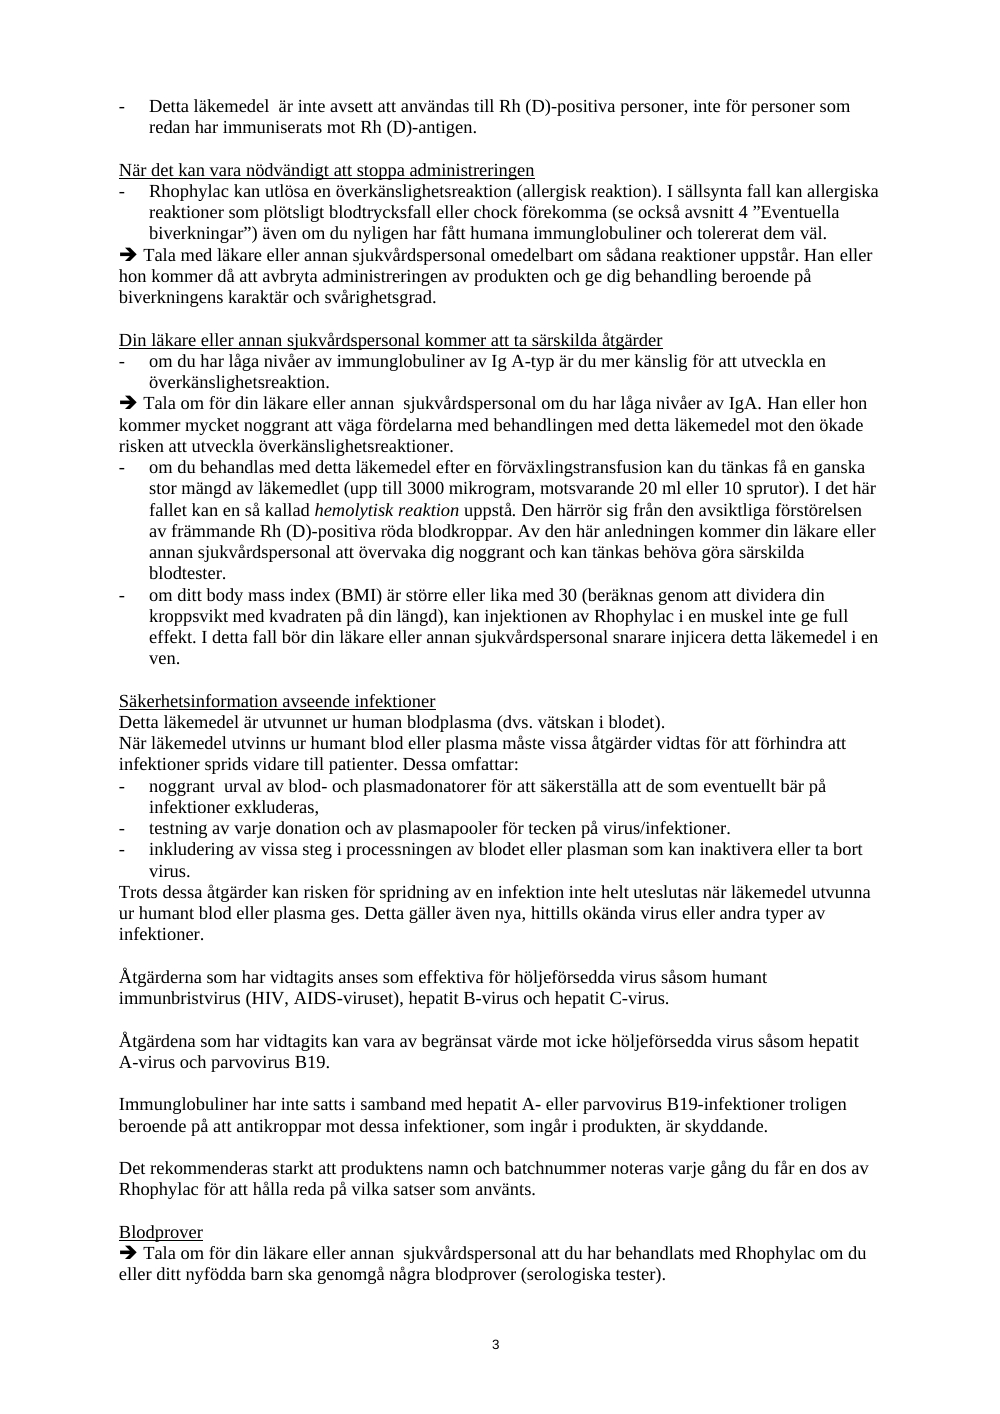 - Detta läkemedel  är inte avsett att användas till Rh (D)-positiva personer, inte för personer som
redan har immuniserats mot Rh (D)-antigen.
När det kan vara nödvändigt att stoppa administreringen
- Rhophylac kan utlösa en överkänslighetsreaktion (allergisk reaktion). I sällsynta fall kan allergiska
reaktioner som plötsligt blodtrycksfall eller chock förekomma (se också avsnitt 4 ”Eventuella
biverkningar”) även om du nyligen har fått humana immunglobuliner och tolererat dem väl.
➔ Tala med läkare eller annan sjukvårdspersonal omedelbart om sådana reaktioner uppstår. Han eller
hon kommer då att avbryta administreringen av produkten och ge dig behandling beroende på
biverkningens karaktär och svårighetsgrad.
Din läkare eller annan sjukvårdspersonal kommer att ta särskilda åtgärder
- om du har låga nivåer av immunglobuliner av Ig A-typ är du mer känslig för att utveckla en
överkänslighetsreaktion.
➔ Tala om för din läkare eller annan  sjukvårdspersonal om du har låga nivåer av IgA. Han eller hon
kommer mycket noggrant att väga fördelarna med behandlingen med detta läkemedel mot den ökade
risken att utveckla överkänslighetsreaktioner.
- om du behandlas med detta läkemedel efter en förväxlingstransfusion kan du tänkas få en ganska
stor mängd av läkemedlet (upp till 3000 mikrogram, motsvarande 20 ml eller 10 sprutor). I det här
fallet kan en så kallad hemolytisk reaktion uppstå. Den härrör sig från den avsiktliga förstörelsen
av främmande Rh (D)-positiva röda blodkroppar. Av den här anledningen kommer din läkare eller
annan sjukvårdspersonal att övervaka dig noggrant och kan tänkas behöva göra särskilda
blodtester.
- om ditt body mass index (BMI) är större eller lika med 30 (beräknas genom att dividera din
kroppsvikt med kvadraten på din längd), kan injektionen av Rhophylac i en muskel inte ge full
effekt. I detta fall bör din läkare eller annan sjukvårdspersonal snarare injicera detta läkemedel i en
ven.
Säkerhetsinformation avseende infektioner
Detta läkemedel är utvunnet ur human blodplasma (dvs. vätskan i blodet).
När läkemedel utvinns ur humant blod eller plasma måste vissa åtgärder vidtas för att förhindra att
infektioner sprids vidare till patienter. Dessa omfattar:
- noggrant  urval av blod- och plasmadonatorer för att säkerställa att de som eventuellt bär på
infektioner exkluderas,
- testning av varje donation och av plasmapooler för tecken på virus/infektioner.
- inkludering av vissa steg i processningen av blodet eller plasman som kan inaktivera eller ta bort
virus.
Trots dessa åtgärder kan risken för spridning av en infektion inte helt uteslutas när läkemedel utvunna
ur humant blod eller plasma ges. Detta gäller även nya, hittills okända virus eller andra typer av
infektioner.
Åtgärderna som har vidtagits anses som effektiva för höljeförsedda virus såsom humant
immunbristvirus (HIV, AIDS-viruset), hepatit B-virus och hepatit C-virus.
Åtgärdena som har vidtagits kan vara av begränsat värde mot icke höljeförsedda virus såsom hepatit
A-virus och parvovirus B19.
Immunglobuliner har inte satts i samband med hepatit A- eller parvovirus B19-infektioner troligen
beroende på att antikroppar mot dessa infektioner, som ingår i produkten, är skyddande.
Det rekommenderas starkt att produktens namn och batchnummer noteras varje gång du får en dos av
Rhophylac för att hålla reda på vilka satser som använts.
Blodprover
➔ Tala om för din läkare eller annan  sjukvårdspersonal att du har behandlats med Rhophylac om du
eller ditt nyfödda barn ska genomgå några blodprover (serologiska tester).
3